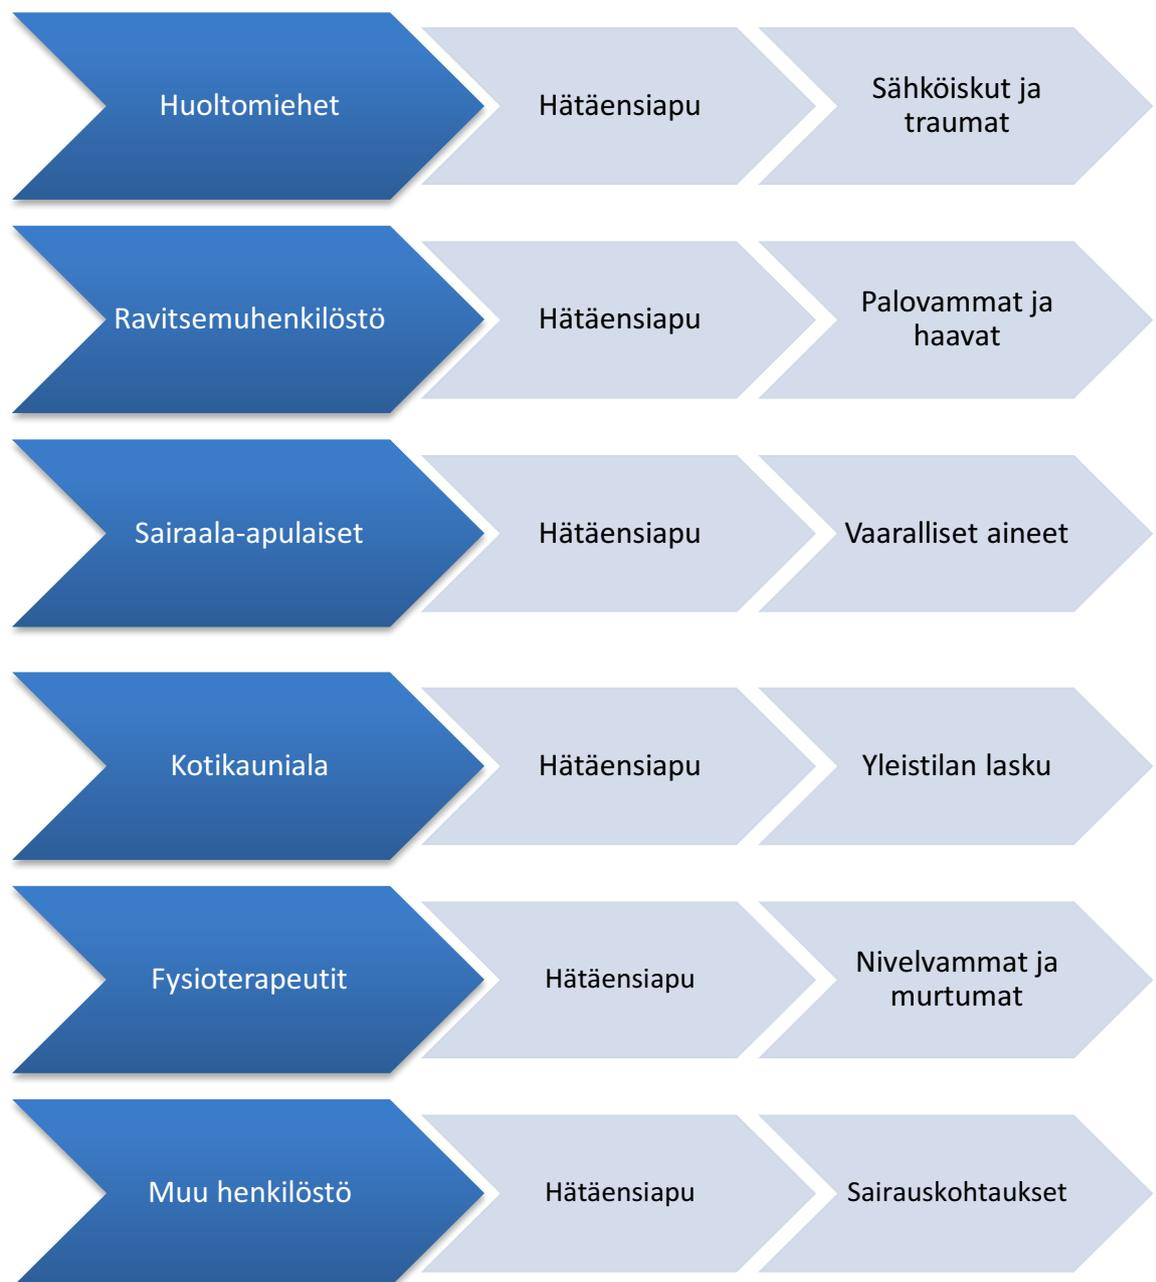 Huoltomiehet
Hätäensiapu
Sähköiskut ja
traumat
Ravitsemuhenkilöstö
Hätäensiapu
Palovammat ja
haavat
Sairaala-apulaiset
Hätäensiapu
Vaaralliset aineet
Kotikauniala
Hätäensiapu
Yleistilan lasku
Fysioterapeutit
Hätäensiapu
Nivelvammat ja
murtumat
Muu henkilöstö
Hätäensiapu
Sairauskohtaukset